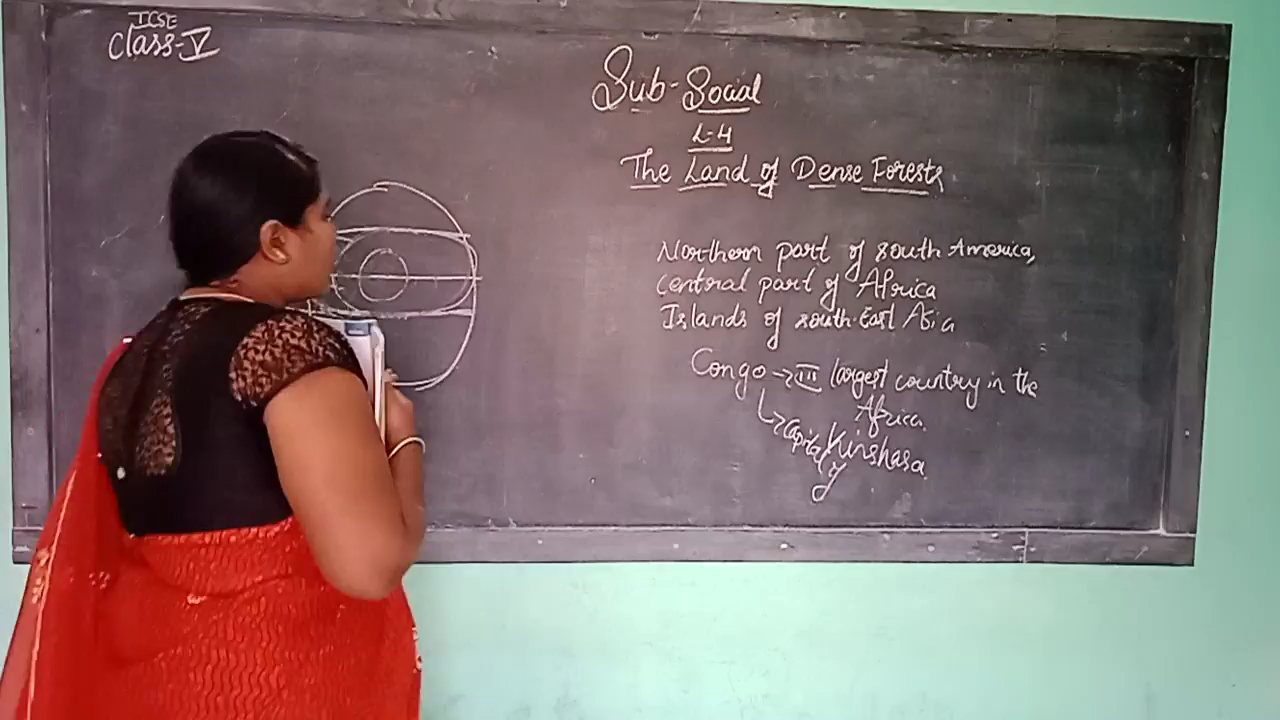 ICSE
Class-V
Sub-Social
L-4
The Land of Dense Forests
Northern part of south America,
central part of Africa
Islands of south-East Asia
Congo → III largest country in the
Africa.
Capital Kinshasa